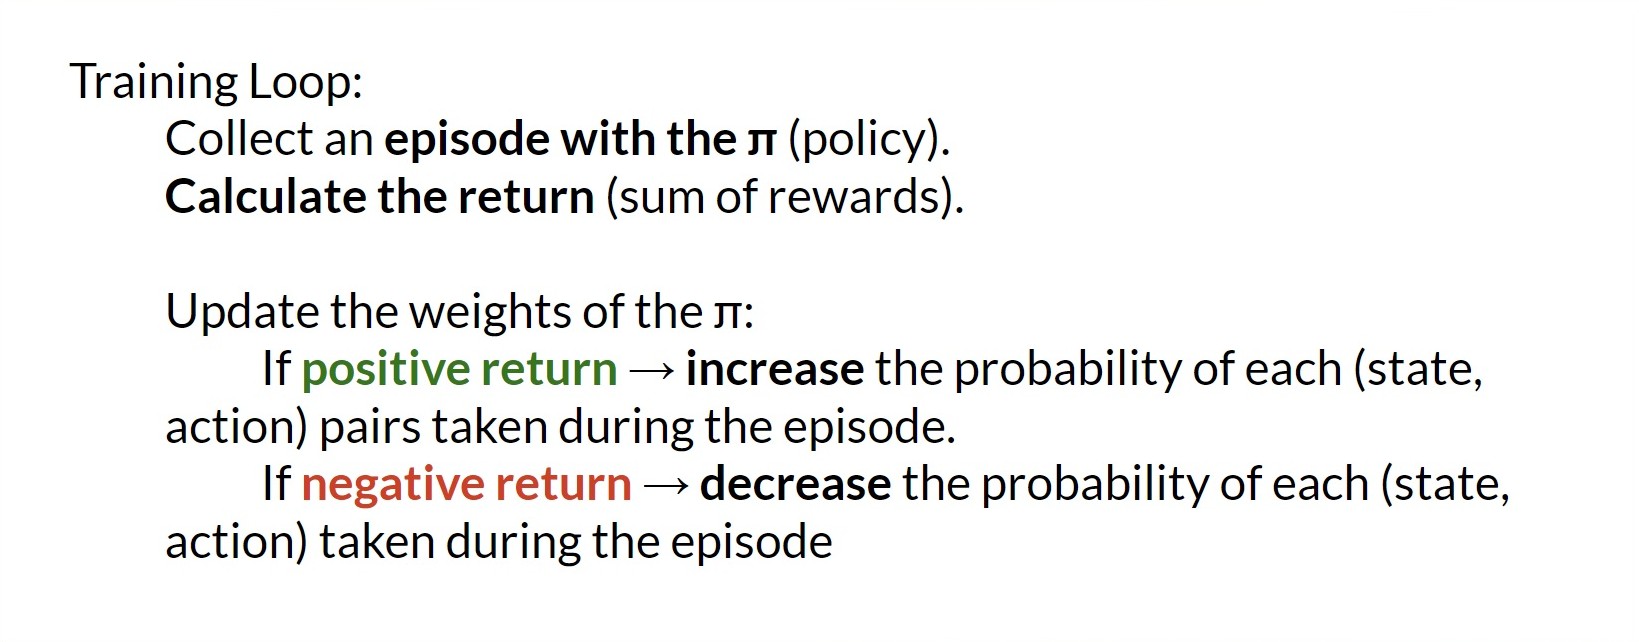 Training Loop:
Collect an episode with the π (policy).
Calculate the return (sum of rewards).
Update the weights of the π:
If positive return → increase the probability of each (state,
action) pairs taken during the episode.
If negative return → decrease the probability of each (state,
action) taken during the episode